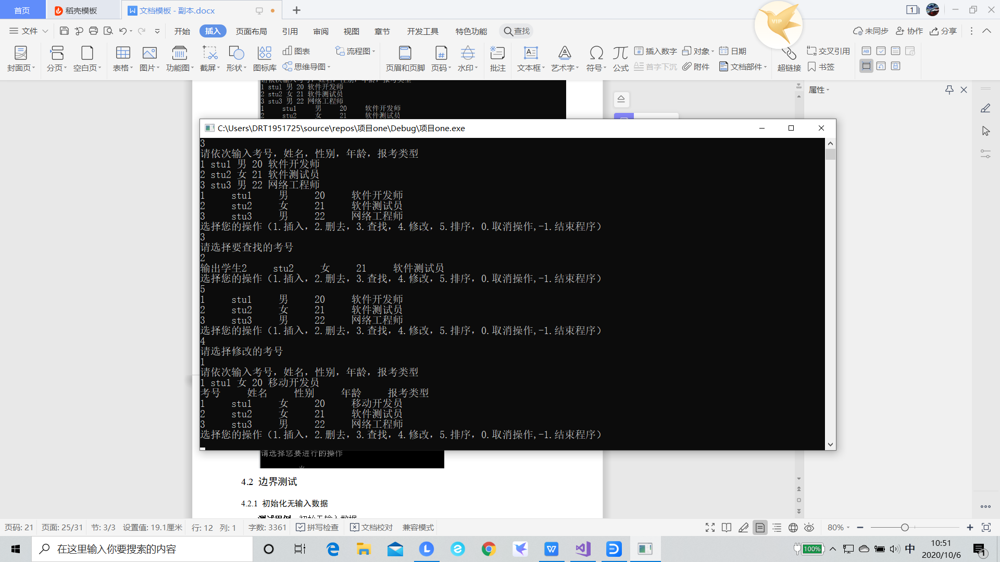 首页 稻壳模板 文档模板 - 副本.docx 1
VIP
文件 开始 插入 页面布局 引用 审阅 视图 章节 开发工具 特色功能 查找 未同步 协作 分享
封面页 分页 空白页 表格 图片 功能图 截屏 形状 图标库 图表 思维导图 流程图 页眉和页脚 页码 水印 批注 文本框 艺术字 符号 公式 插入数字 首字下沉 对象 附件 日期 文档部件 超链接 交叉引用 书签
属性
请依次输入考号，姓名，性别，年龄，报考类型
1 stu1 男 20 软件开发师
2 stu2 女 21 软件测试员
3 stu3 男 22 网络工程师
1 stu1 男 20 软件开发师
2 stu2 女 21 软件测试员
C:\Users\DRT1951725\source\repos\项目one\Debug\项目one.exe
3
请依次输入考号，姓名，性别，年龄，报考类型
1 stu1 男 20 软件开发师
2 stu2 女 21 软件测试员
3 stu3 男 22 网络工程师
1 stu1 男 20 软件开发师
2 stu2 女 21 软件测试员
3 stu3 男 22 网络工程师
选择您的操作（1.插入，2.删去，3.查找，4.修改，5.排序，0.取消操作,-1.结束程序）
3
请选择要查找的考号
2
输出学生2 stu2 女 21 软件测试员
选择您的操作（1.插入，2.删去，3.查找，4.修改，5.排序，0.取消操作,-1.结束程序）
5
1 stu1 男 20 软件开发师
2 stu2 女 21 软件测试员
3 stu3 男 22 网络工程师
选择您的操作（1.插入，2.删去，3.查找，4.修改，5.排序，0.取消操作,-1.结束程序）
4
请选择修改的考号
1
请依次输入考号，姓名，性别，年龄，报考类型
1 stu1 女 20 移动开发员
考号 姓名 性别 年龄 报考类型
1 stu1 女 20 移动开发员
2 stu2 女 21 软件测试员
3 stu3 男 22 网络工程师
选择您的操作（1.插入，2.删去，3.查找，4.修改，5.排序，0.取消操作,-1.结束程序）
请选择您要进行的操作
4.2 边界测试
4.2.1 初始化无输入数据
页码: 21 页面: 25/31 节: 3/3 设置值: 19.1厘米 行: 12 列: 1 字数: 3361 拼写检查 文档校对 兼容模式 80%
在这里输入你要搜索的内容 100% 中 10:51
2020/10/6 1